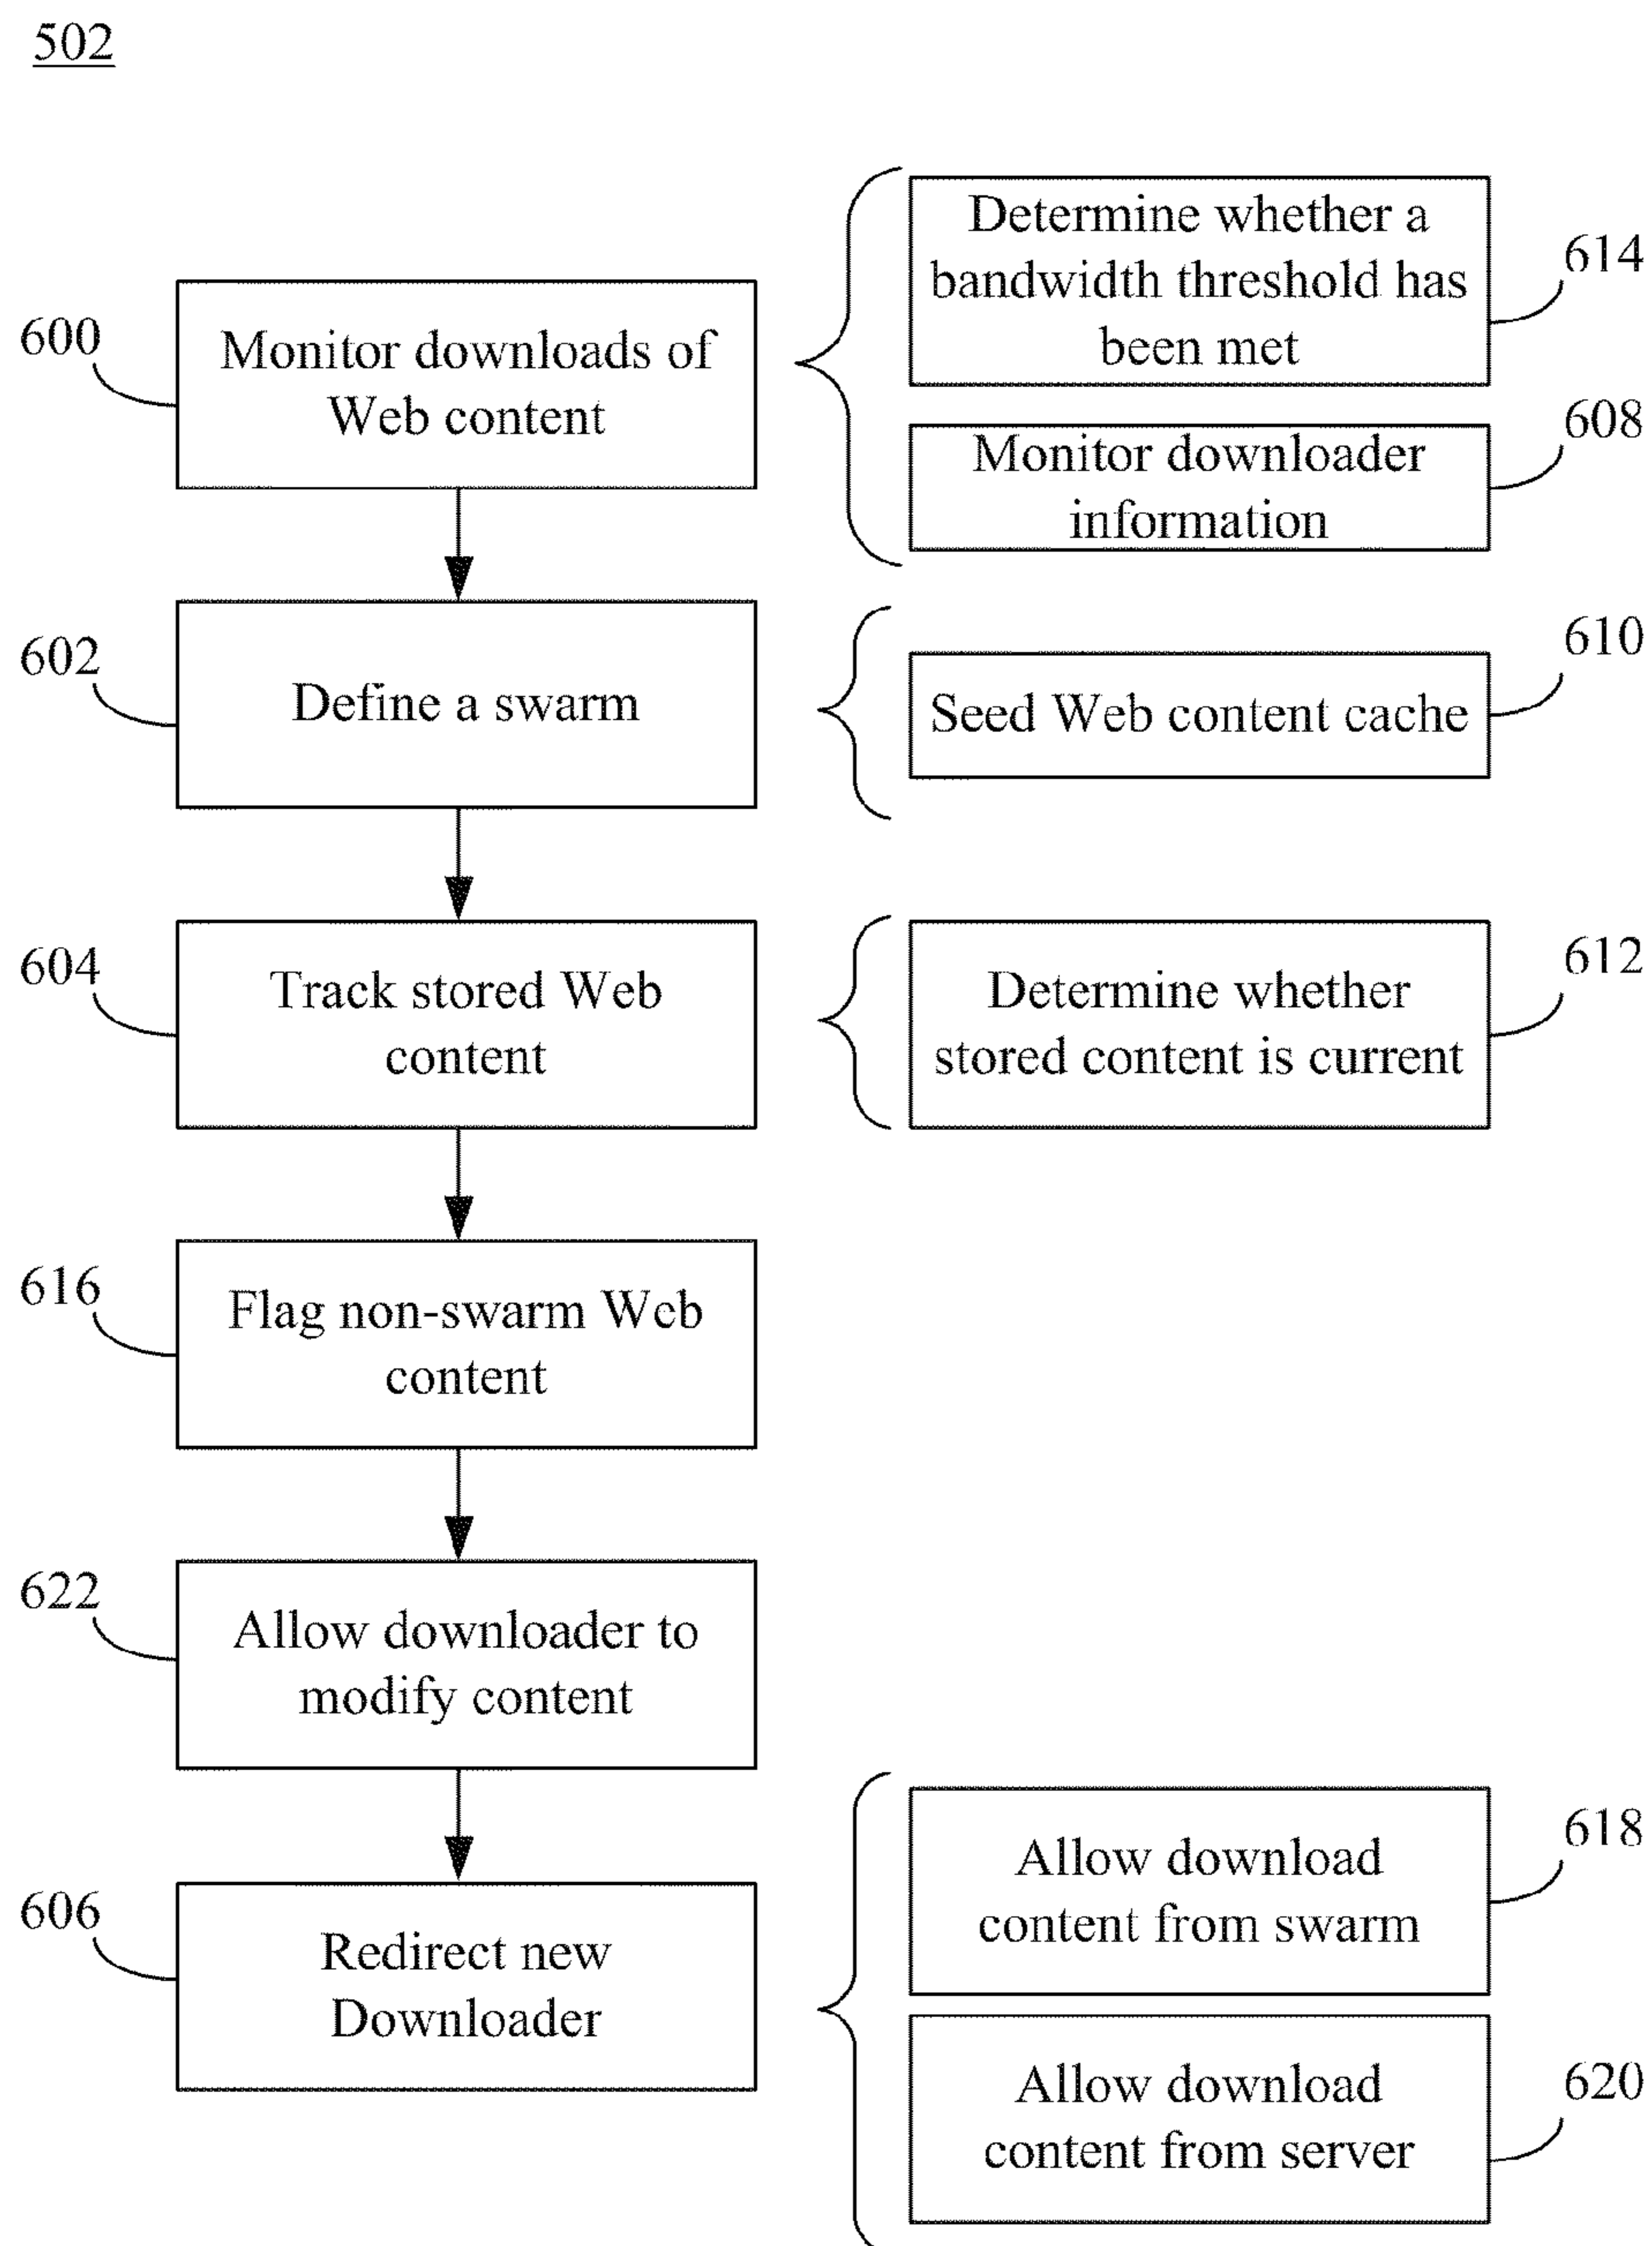 502
600
Monitor downloads of
Web content
Determine whether a
bandwidth threshold has
been met
614
Monitor downloader
information
608
602
Define a swarm
Seed Web content cache
610
604
Track stored Web
content
Determine whether
stored content is current
612
616
Flag non-swarm Web
content
622
Allow downloader to
modify content
606
Redirect new
Downloader
Allow download
content from swarm
618
Allow download
content from server
620